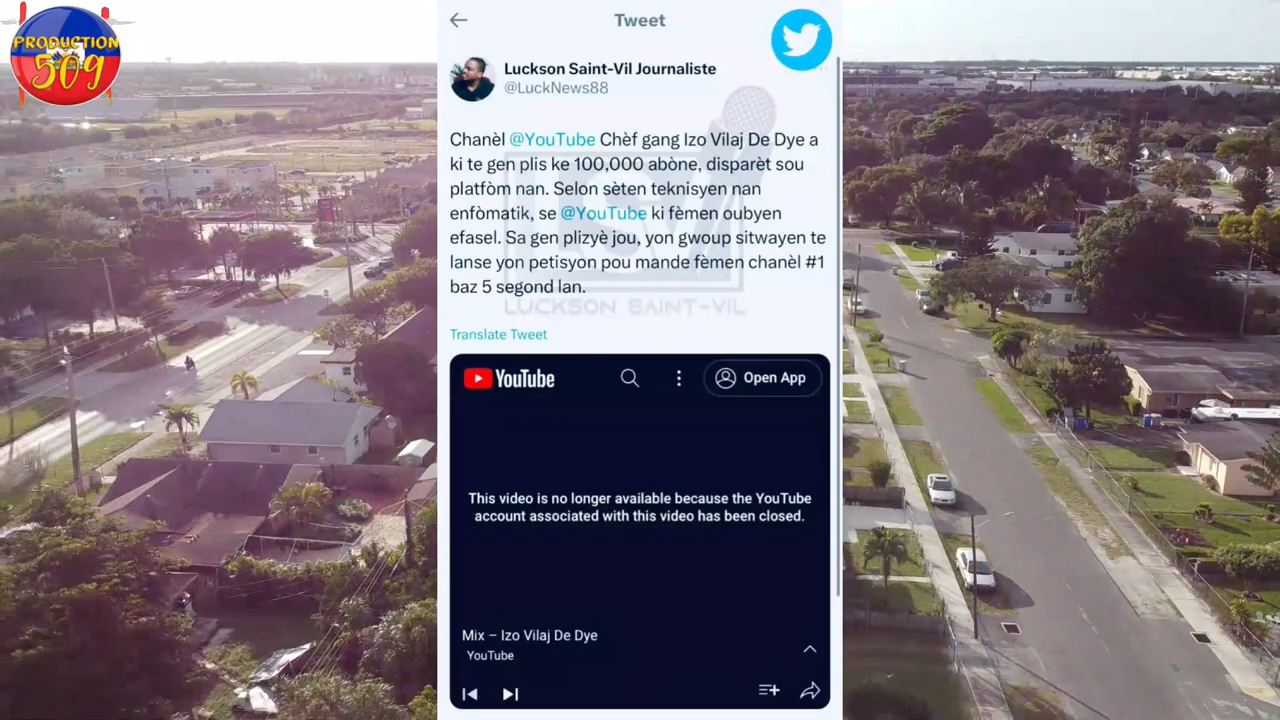 PRODUCTION
509
Tweet
Luckson Saint-Vil Journaliste
@LuckNews88
Chanèl @YouTube Chèf gang Izo Vilaj De Dye a
ki te gen plis ke 100,000 abòne, disparèt sou
platfòm nan. Selon sèten teknisyen nan
enfòmatik, se @YouTube ki fèmen oubyen
efasel. Sa gen plizyè jou, yon gwoup sitwayen te
lanse yon petisyon pou mande fèmen chanèl #1
baz 5 segond lan.
LSV
LUCKSON SAINT-VIL
Translate Tweet
YouTube
Open App
This video is no longer available because the YouTube
account associated with this video has been closed.
Mix – Izo Vilaj De Dye
YouTube